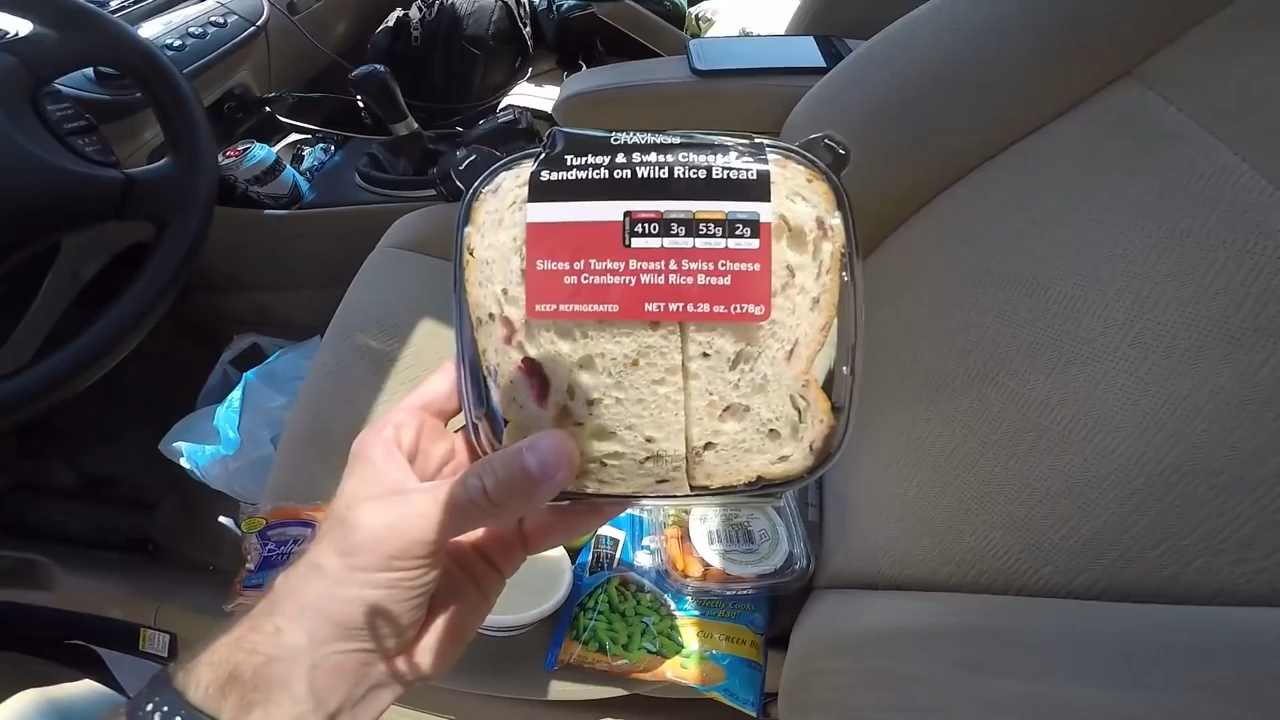 CRAVINGS
Turkey & Swiss Cheese
Sandwich on Wild Rice Bread
410 3g 53g 2g
Slices of Turkey Breast & Swiss Cheese
on Cranberry Wild Rice Bread
KEEP REFRIGERATED NET WT 6.28 oz. (178g)
Perfectly Cooks
Bag!
CUT GREEN